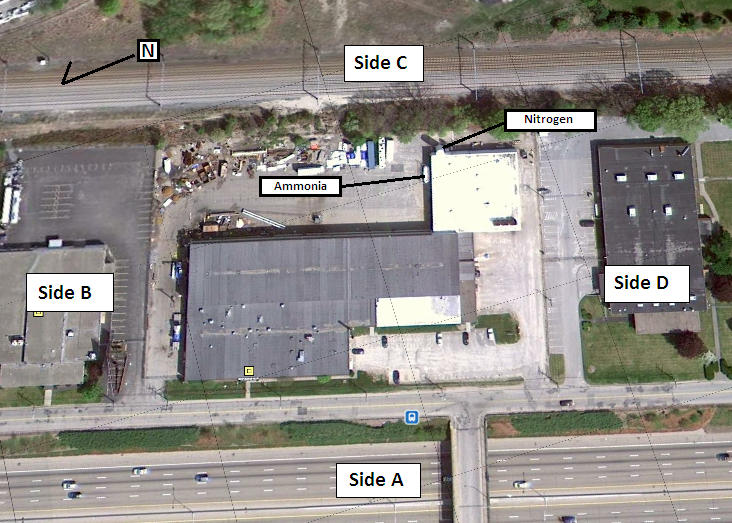 N
Side C
Nitrogen
Ammonia
Side B
Side D
Side A